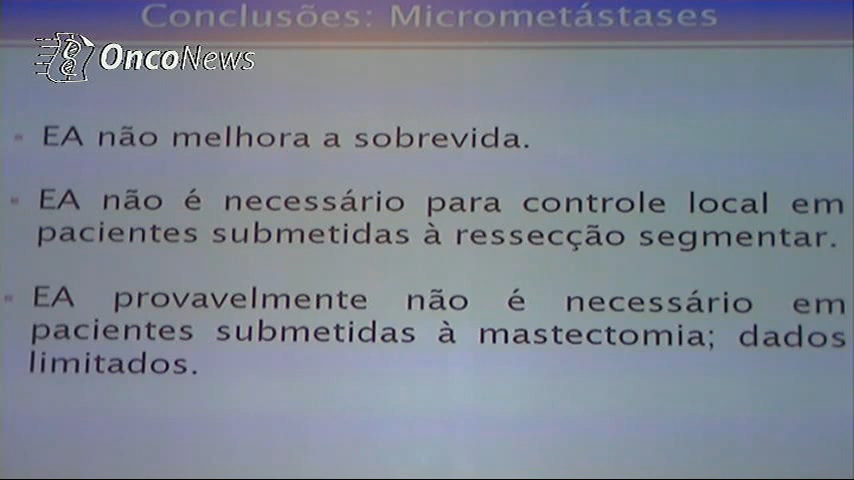 Conclusões: Micrometástases
OncoNews
EA não melhora a sobrevida.
EA não é necessário para controle local em
pacientes submetidas à ressecção segmentar.
EA provavelmente não é necessário em
pacientes submetidas à mastectomia; dados
limitados.